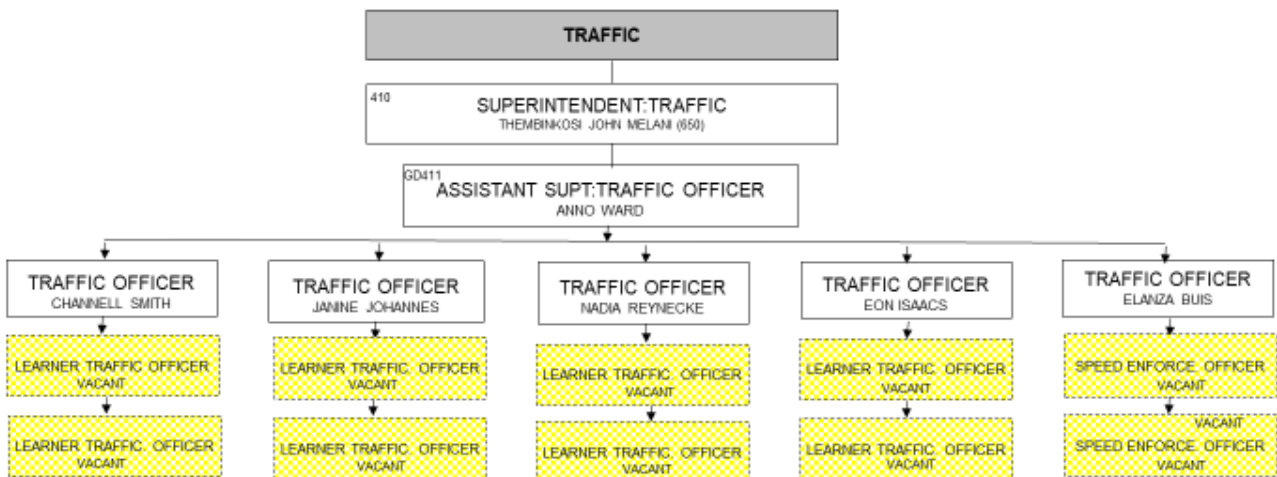 TRAFFIC
410
SUPERINTENDENT:TRAFFIC
THEMBINKOSI JOHN MELANI (650)
GD411
ASSISTANT SUPT:TRAFFIC OFFICER
ANNO WARD
TRAFFIC OFFICER
CHANNELL SMITH
TRAFFIC OFFICER
JANINE JOHANNES
TRAFFIC OFFICER
NADIA REYNECKE
TRAFFIC OFFICER
EON ISAACS
TRAFFIC OFFICER
ELANZA BUIS
LEARNER TRAFFIC OFFICER
VACANT
LEARNER TRAFFIC. OFFICER
VACANT
LEARNER TRAFFIC. OFFICER
VACANT
LEARNER TRAFFIC. OFFICER
VACANT
SPEED ENFORCE. OFFICER
VACANT
LEARNER TRAFFIC. OFFICER
VACANT
LEARNER TRAFFIC. OFFICER
VACANT
LEARNER TRAFFIC. OFFICER
VACANT
LEARNER TRAFFIC. OFFICER
VACANT
VACANT
SPEED ENFORCE. OFFICER
VACANT